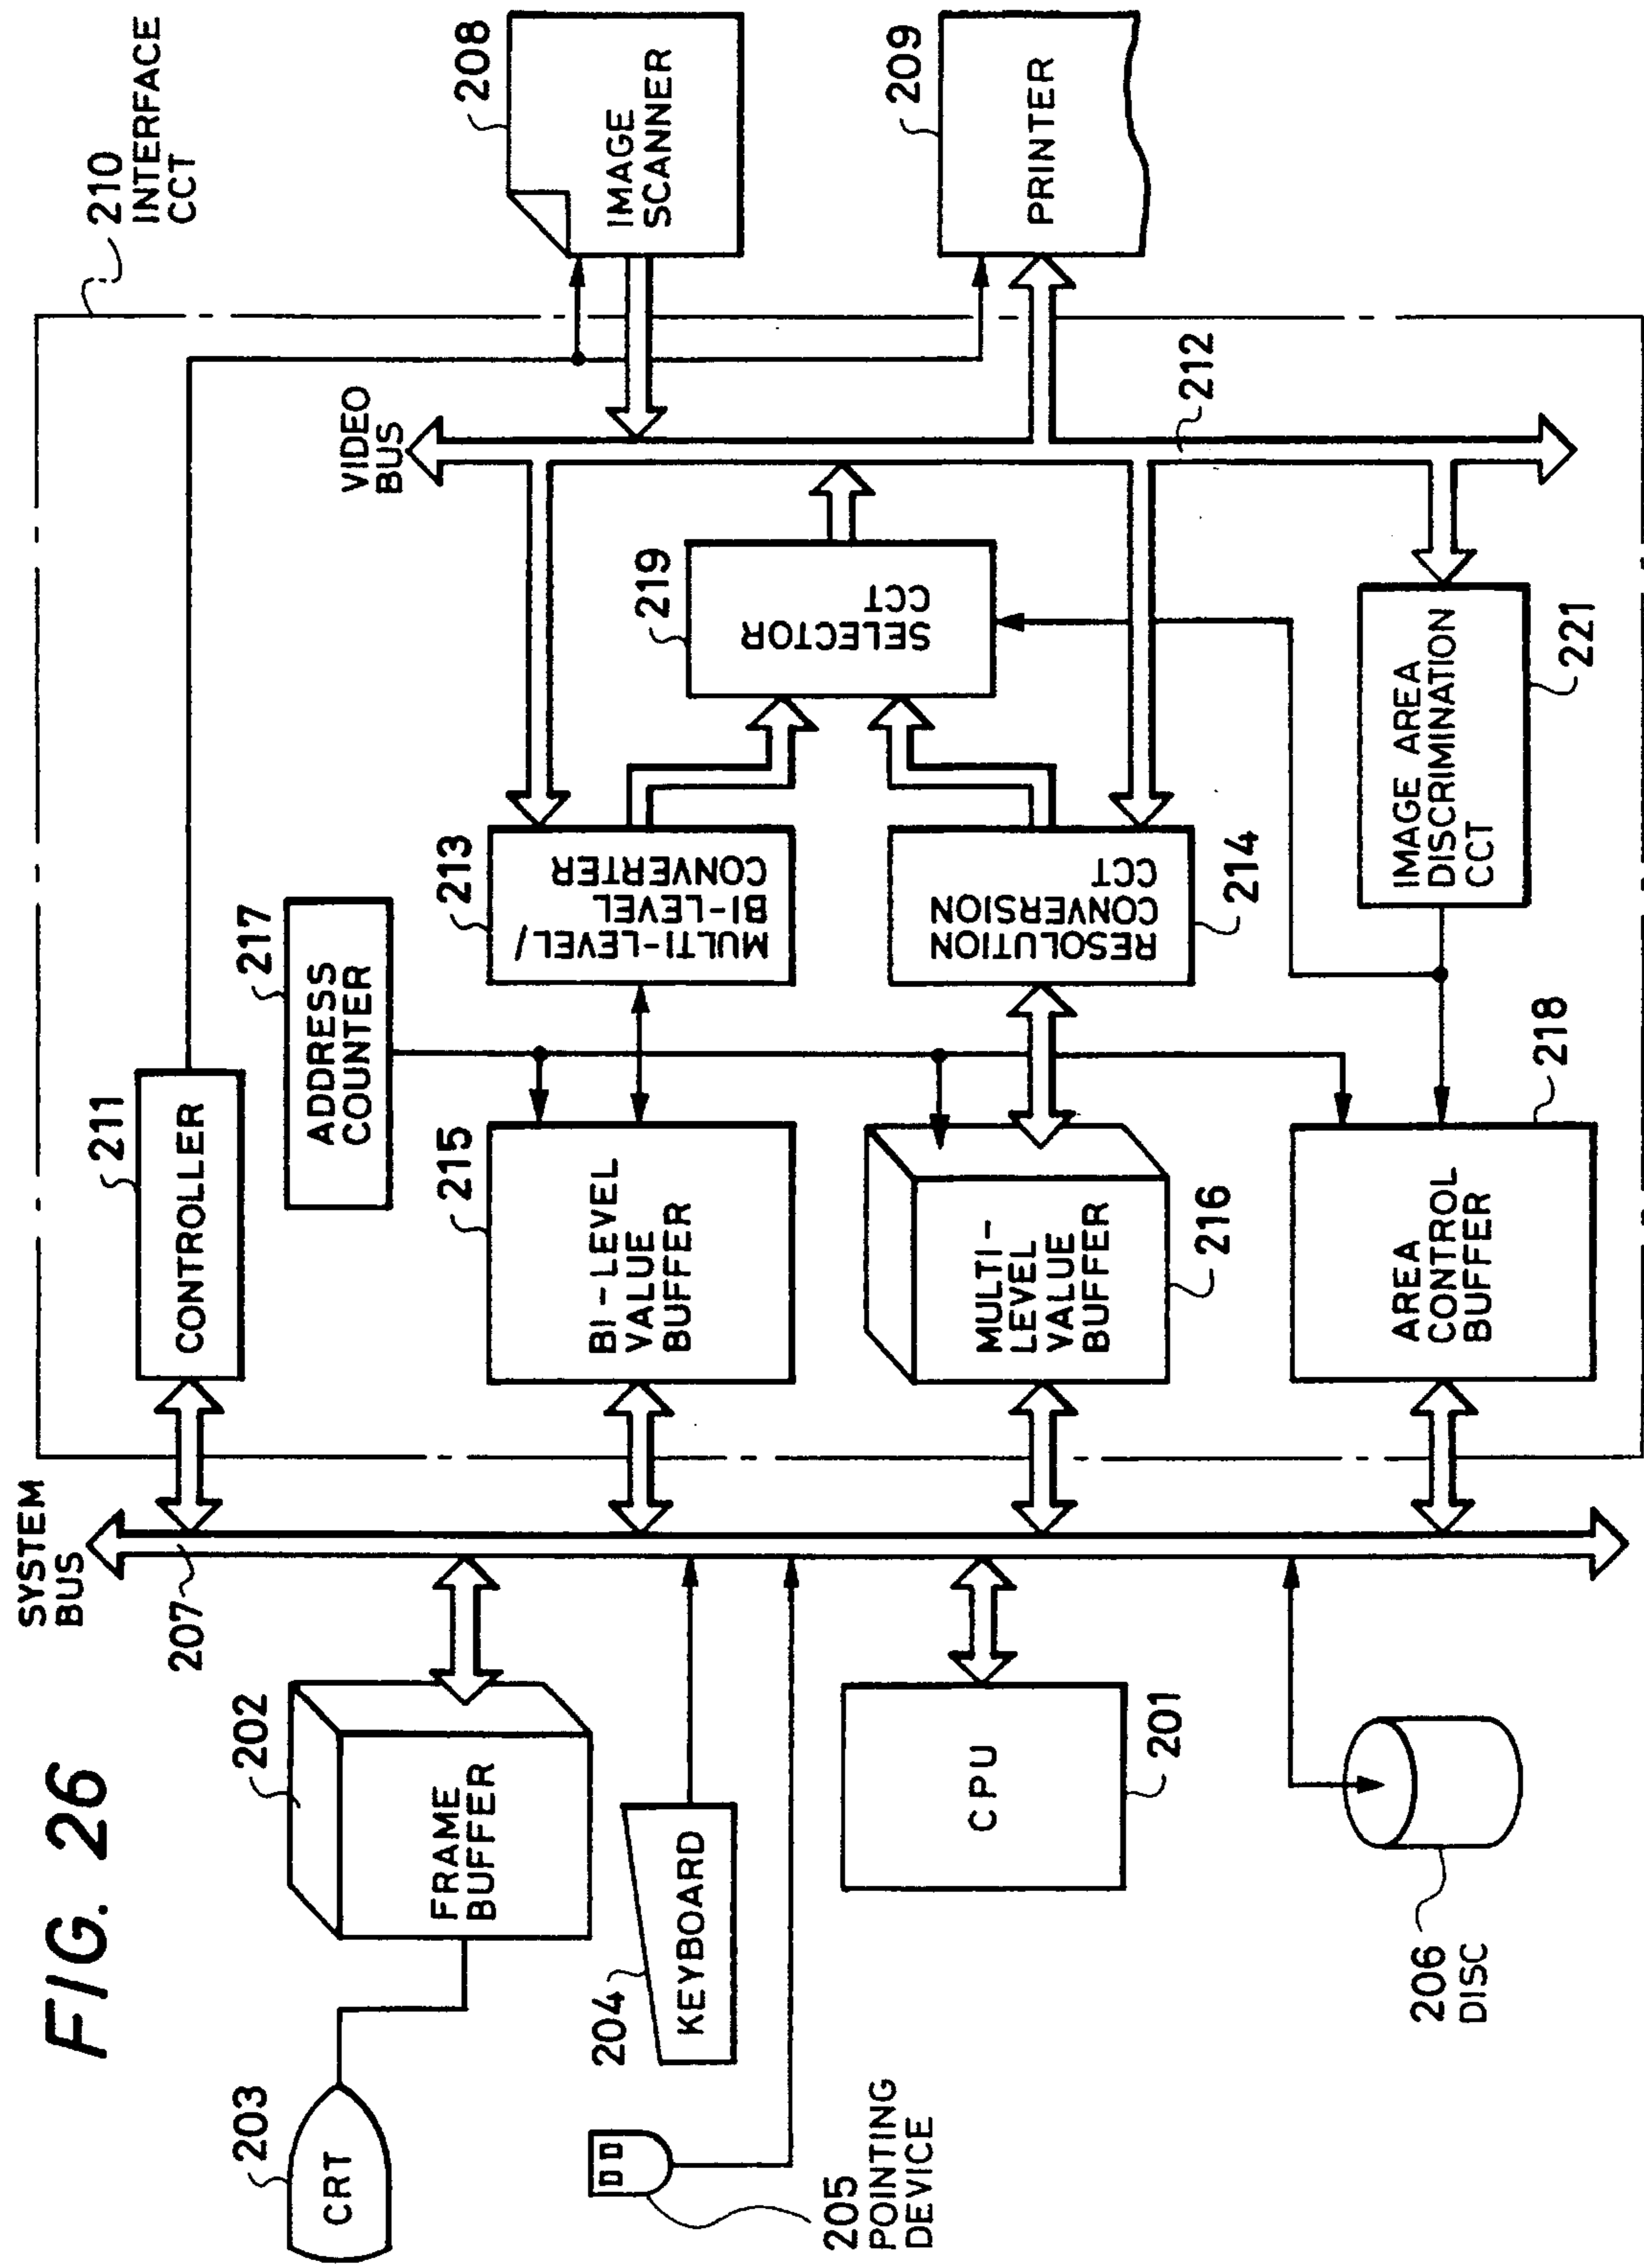 FIG. 26
203
CRT
202
FRAME
BUFFER
204
KEYBOARD
205
POINTING
DEVICE
CPU
201
206
DISC
SYSTEM
BUS
207
210
INTERFACE
CCT
211
CONTROLLER
217
ADDRESS
COUNTER
215
BI-LEVEL
VALUE
BUFFER
MULTI-
LEVEL
VALUE
BUFFER
216
AREA
CONTROL
BUFFER
218
213
MULTI-LEVEL/
BI-LEVEL
CONVERTER
RESOLUTION
CONVERSION
CCT
214
219
SELECTOR
CCT
IMAGE AREA
DISCRIMINATION
CCT
221
VIDEO
BUS
212
208
IMAGE
SCANNER
209
PRINTER